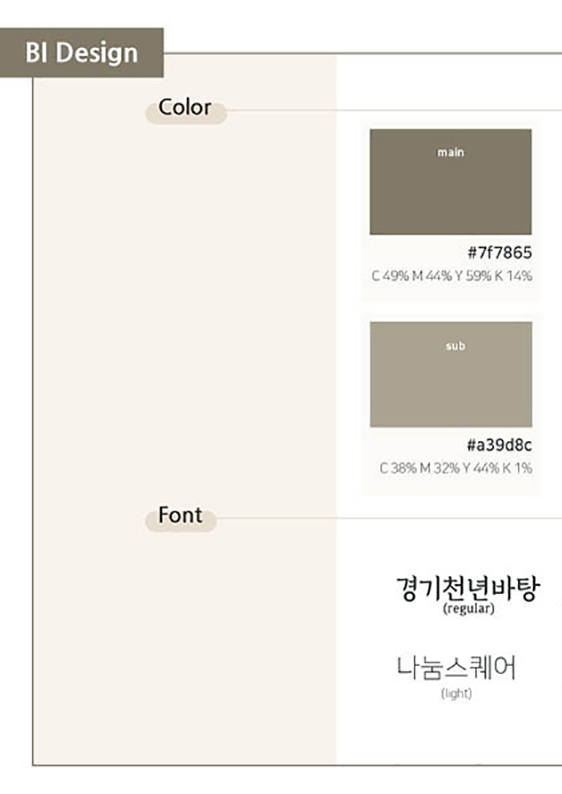 BI Design
Color
main
#7f7865
C 49% M 44% Y 59% K 14%
sub
#a39d8c
C 38% M 32% Y 44% K 1%
Font
경기천년바탕
(regular)
나눔스퀘어
(light)